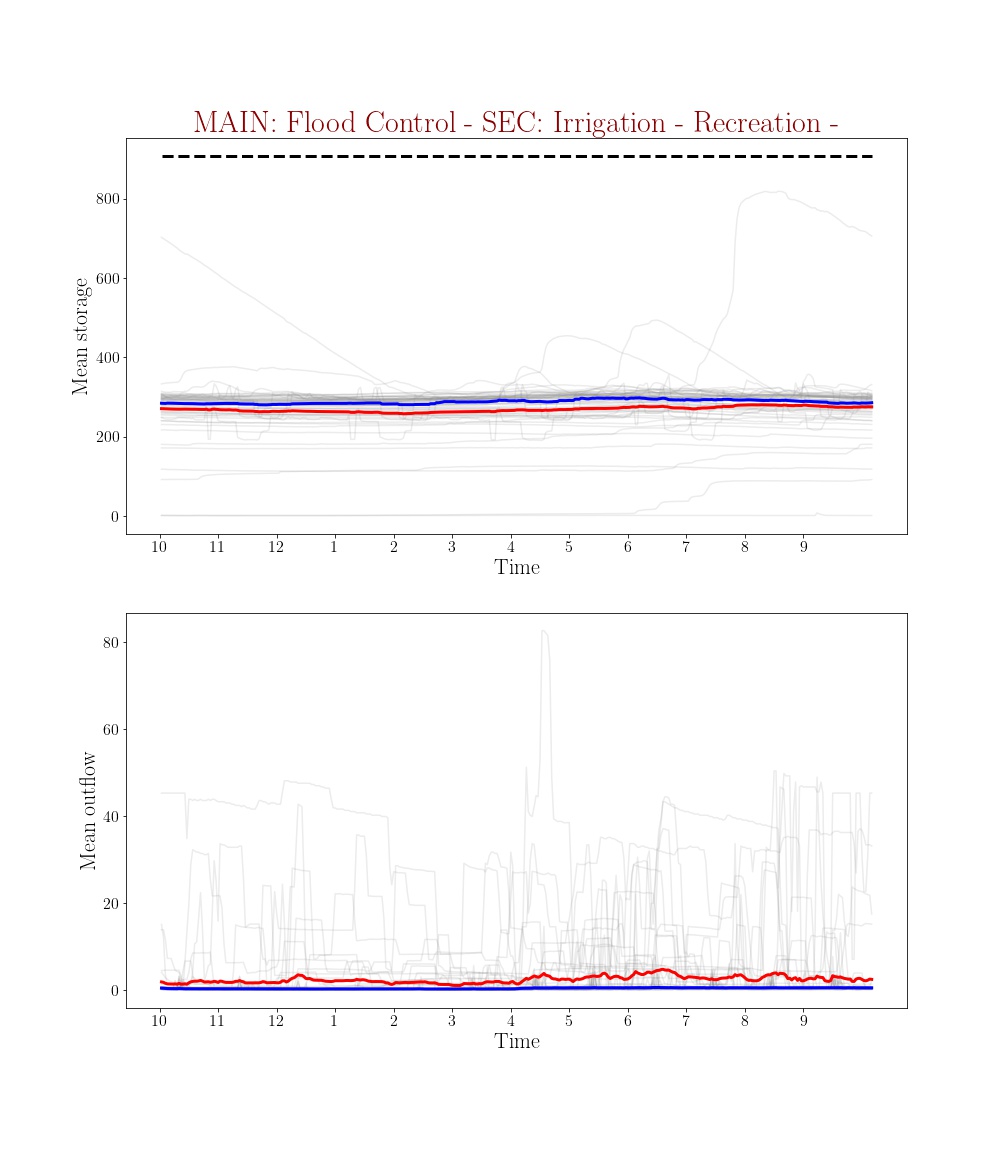 MAIN: Flood Control - SEC: Irrigation - Recreation -
Mean storage
800
600
400
200
0
10 11 12 1 2 3 4 5 6 7 8 9
Time
Mean outflow
80
60
40
20
0
10 11 12 1 2 3 4 5 6 7 8 9
Time